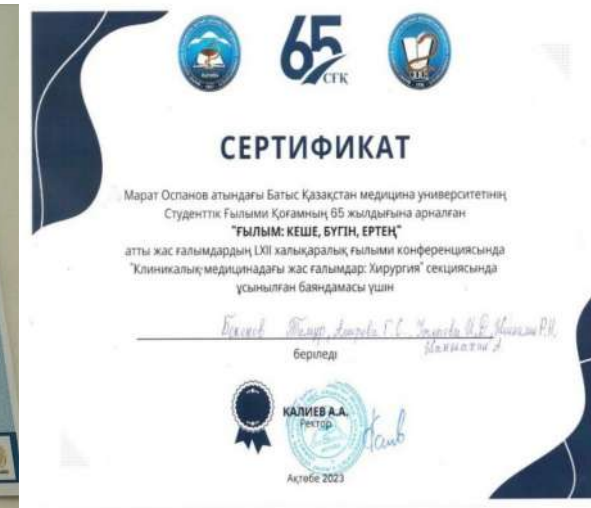 65
СҒҚ
СЕРТИФИКАТ
Марат Оспанов атындағы Батыс Қазақстан медицина университетінің
Студенттік Ғылыми Қоғамның 65 жылдығына арналған
"ҒЫЛЫМ: КЕШЕ, БҮГІН, ЕРТЕҢ"
атты жас ғалымдардың LXII халықаралық ғылыми конференциясында
"Клиникалық медицинадағы жас ғалымдар: Хирургия" секциясында
ұсынылған баяндамасы үшін
Тимур
беріледі
КАЛИЕВ А.А.
Ректор
Ақтөбе 2023